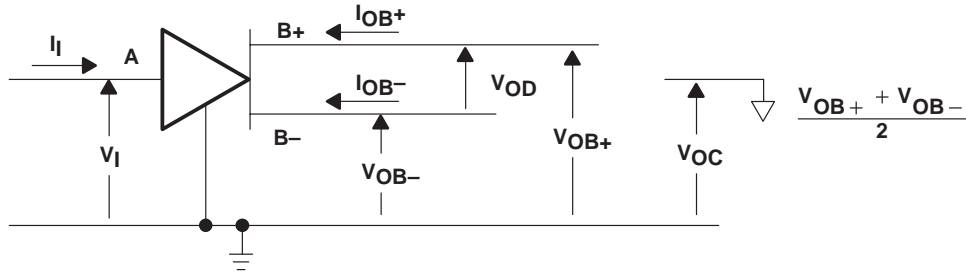 I_OB+
B+
I_I
A
I_OB–
V_OD
V_OB+ + V_OB–
2
B–
V_I
V_OB–
V_OB+
V_OC